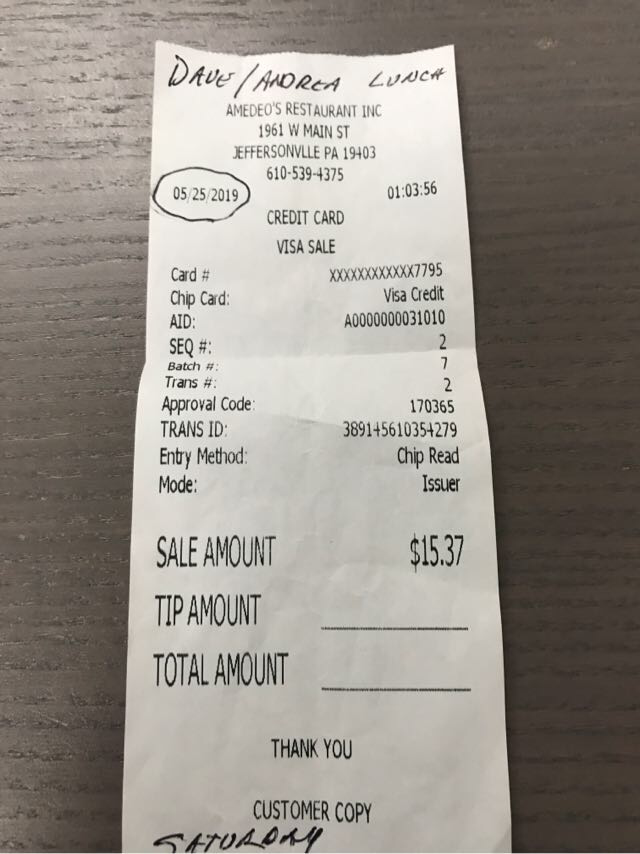 DAVE/ANDREA LUNCH
AMEDEO'S RESTAURANT INC
1961 W MAIN ST
JEFFERSONVLLE PA 19403
610-539-4375
05/25/2019 01:03:56
CREDIT CARD
VISA SALE
Card # XXXXXXXXXXXX7795
Chip Card: Visa Credit
AID: A0000000031010
SEQ #: 2
Batch #: 7
Trans #: 2
Approval Code: 170365
TRANS ID: 389145610354279
Entry Method: Chip Read
Mode: Issuer
SALE AMOUNT $15.37
TIP AMOUNT
TOTAL AMOUNT
THANK YOU
CUSTOMER COPY
SATURDAY